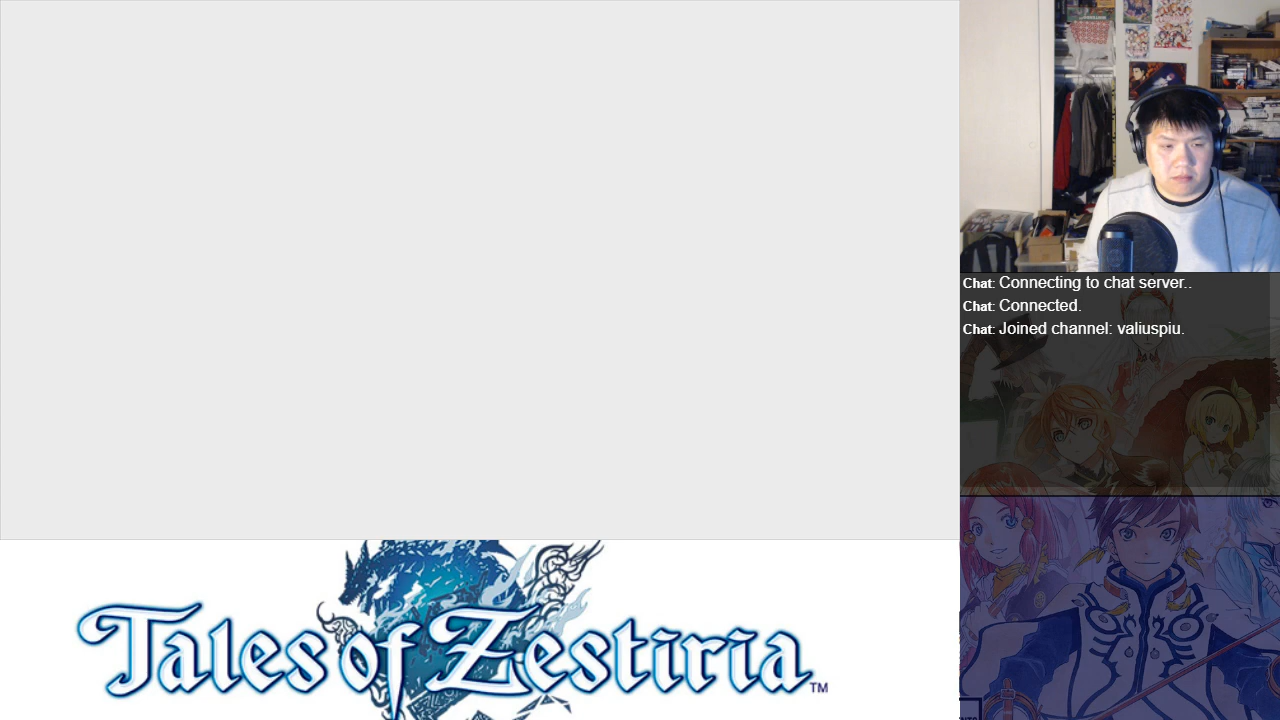 Chat: Connecting to chat server..
Chat: Connected.
Chat: Joined channel: valiuspiu.
Tales of Zestiria™